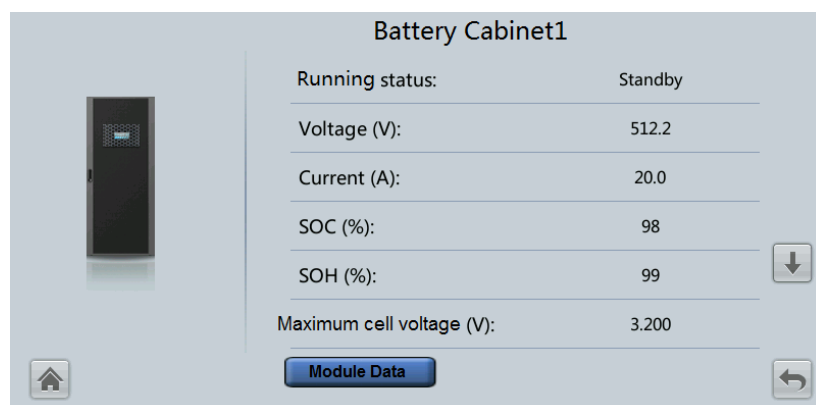 Battery Cabinet1
Running status: Standby
Voltage (V): 512.2
Current (A): 20.0
SOC (%): 98
SOH (%): 99
Maximum cell voltage (V): 3.200
Module Data